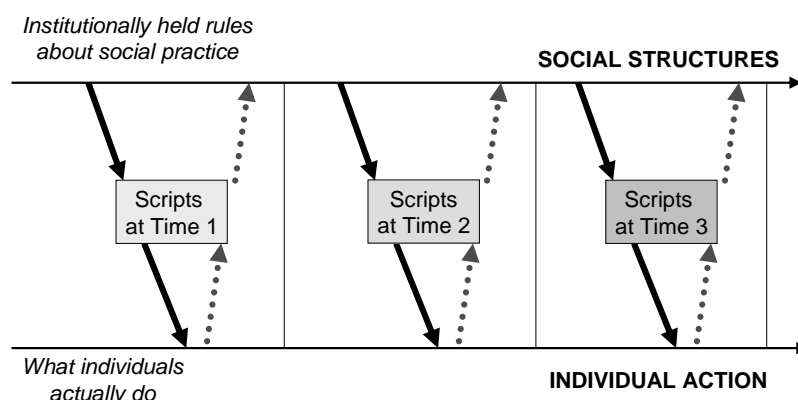 Institutionally held rules
about social practice
SOCIAL STRUCTURES
Scripts
at Time 1
Scripts
at Time 2
Scripts
at Time 3
What individuals
actually do
INDIVIDUAL ACTION